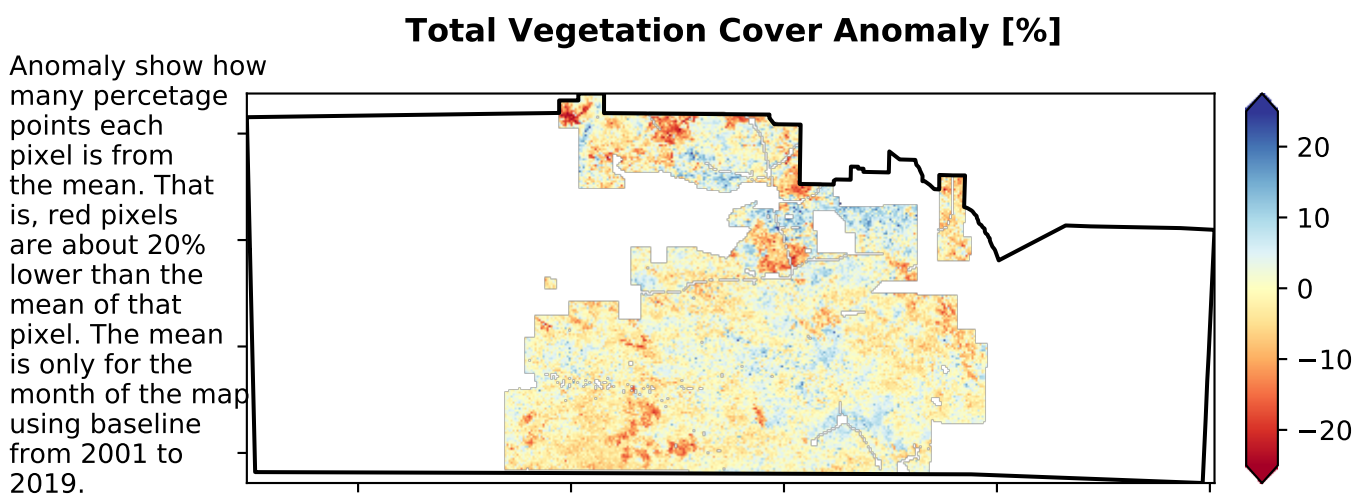 Total Vegetation Cover Anomaly [%]
Anomaly show how
many percetage
points each
pixel is from
the mean. That
is, red pixels
are about 20%
lower than the
mean of that
pixel. The mean
is only for the
month of the map
using baseline
from 2001 to
2019.
20
10
0
−10
−20